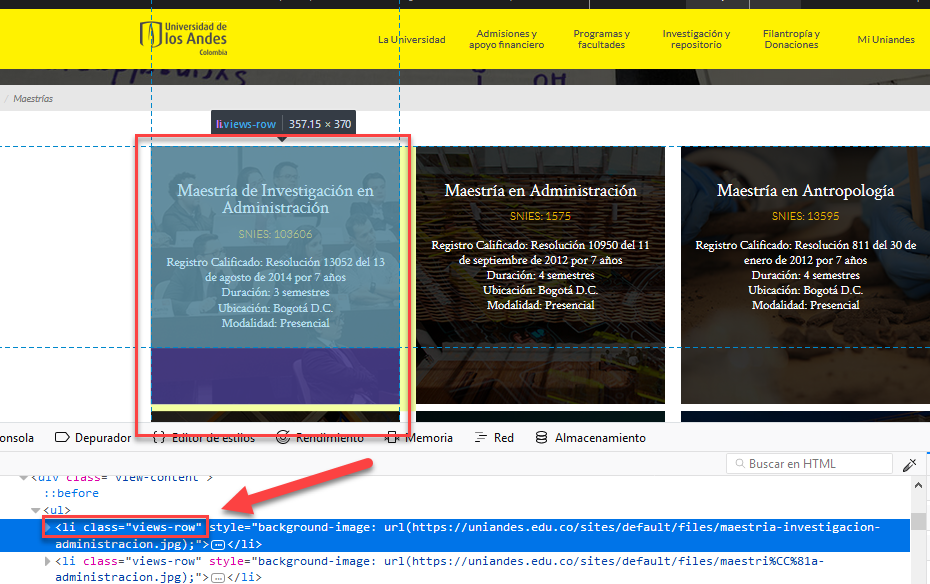 Universidad de
los Andes
Colombia
La Universidad
Admisiones y
apoyo financiero
Programas y
facultades
Investigación y
repositorio
Filantropía y
Donaciones
Mi Uniandes
/ Maestrías
li.views-row | 357.15 × 370
Maestría de Investigación en
Administración
SNIES: 103606
Registro Calificado: Resolución 13052 del 13
de agosto de 2014 por 7 años
Duración: 3 semestres
Ubicación: Bogotá D.C.
Modalidad: Presencial
Maestría en Administración
SNIES: 1575
Registro Calificado: Resolución 10950 del 11
de septiembre de 2012 por 7 años
Duración: 4 semestres
Ubicación: Bogotá D.C.
Modalidad: Presencial
Maestría en Antropología
SNIES: 13595
Registro Calificado: Resolución 811 del 30 de
enero de 2012 por 7 años
Duración: 4 semestres
Ubicación: Bogotá D.C.
Modalidad: Presencial
onsola Depurador {} Editor de estilos Rendimiento Memoria Red Almacenamiento
Buscar en HTML
<div class="view-content">
::before
<ul>
<li class="views-row" style="background-image: url(https://uniandes.edu.co/sites/default/files/maestria-investigacion-
administracion.jpg);"></li>
<li class="views-row" style="background-image: url(https://uniandes.edu.co/sites/default/files/maestri%CC%81a-
administracion.jpg);"></li>